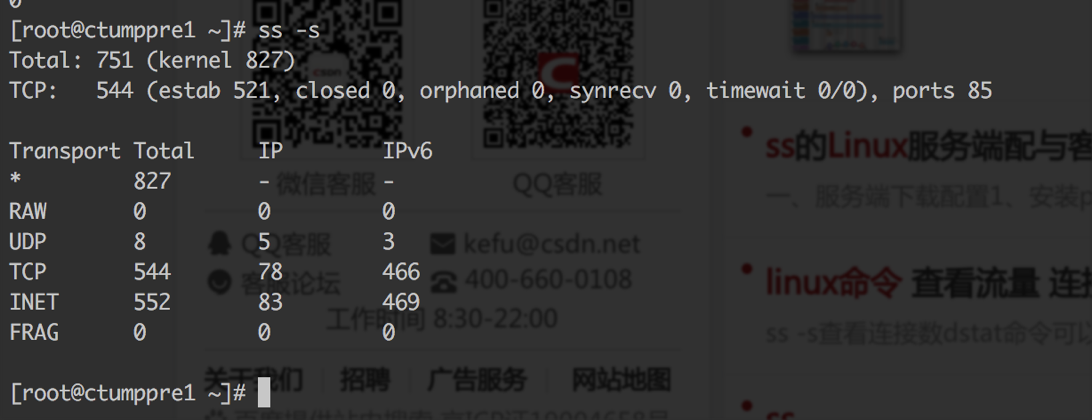 0
[root@ctumppre1 ~]# ss -s
Total: 751 (kernel 827)
TCP:   544 (estab 521, closed 0, orphaned 0, synrecv 0, timewait 0/0), ports 85
Transport Total     IP        IPv6
*         827       -         -
RAW       0         0         0
UDP       8         5         3
TCP       544       78        466
INET      552       83        469
FRAG      0         0         0
[root@ctumppre1 ~]#
微信客服 QQ客服
QQ客服 kefu@csdn.net
客服论坛 400-660-0108
工作时间 8:30-22:00
关于我们 招聘 广告服务 网站地图
ss的Linux服务端配与客
一、服务端下载配置1、安装p
linux命令 查看流量 连接
ss -s查看连接数dstat命令可以
ss